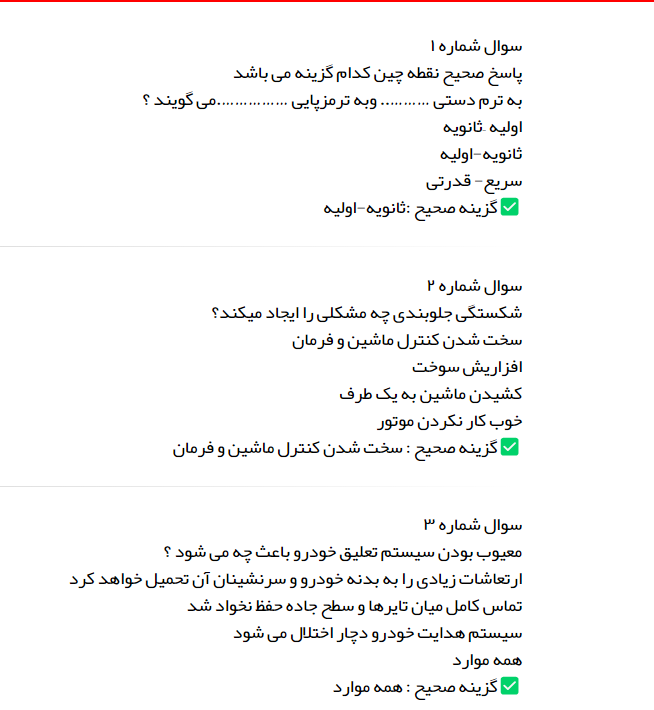 سوال شماره ۱
پاسخ صحیح نقطه چین کدام گزینه می باشد
به ترم دستی ............ وبه ترمزپایی ................می گویند ؟
اولیه ـثانویه
ثانویه-اولیه
سریع- قدرتی
✅گزینه صحیح :ثانویه-اولیه
سوال شماره ۲
شکستگی جلوبندی چه مشکلی را ایجاد میکند؟
سخت شدن کنترل ماشین و فرمان
افزاریش سوخت
کشیدن ماشین به یک طرف
خوب کار نکردن موتور
✅گزینه صحیح : سخت شدن کنترل ماشین و فرمان
سوال شماره ۳
معیوب بودن سیستم تعلیق خودرو باعث چه می شود ؟
ارتعاشات زیادی را به بدنه خودرو و سرنشینان آن تحمیل خواهد کرد
تماس کامل میان تایرها و سطح جاده حفظ نخواد شد
سیستم هدایت خودرو دچار اختلال می شود
همه موارد
✅گزینه صحیح : همه موارد